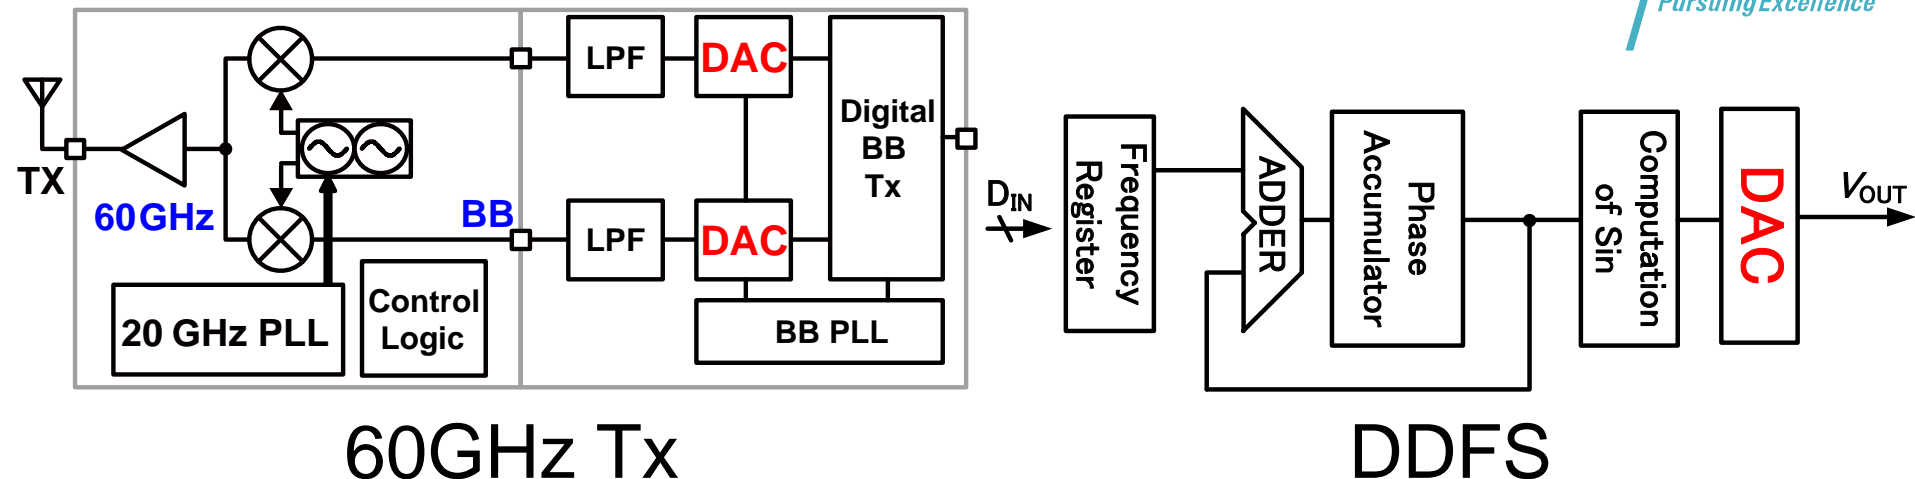 Pursuing Excellence
LPF
DAC
Digital
BB
Tx
TX
60GHz
BB
LPF
DAC
20 GHz PLL
Control
Logic
BB PLL
60GHz Tx
DIN
Frequency
Register
ADDER
Phase
Accumulator
Computation
of Sin
DAC
VOUT
DDFS